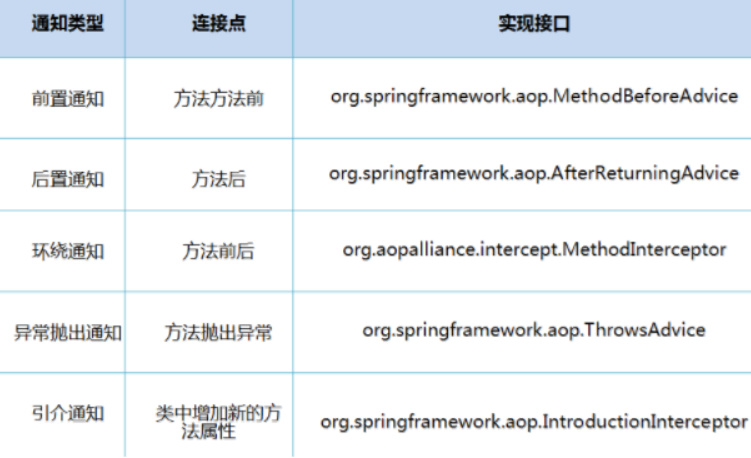 通知类型 连接点 实现接口
前置通知 方法方法前 org.springframework.aop.MethodBeforeAdvice
后置通知 方法后 org.springframework.aop.AfterReturningAdvice
环绕通知 方法前后 org.aopalliance.intercept.MethodInterceptor
异常抛出通知 方法抛出异常 org.springframework.aop.ThrowsAdvice
引介通知 类中增加新的方
法属性 org.springframework.aop.IntroductionInterceptor